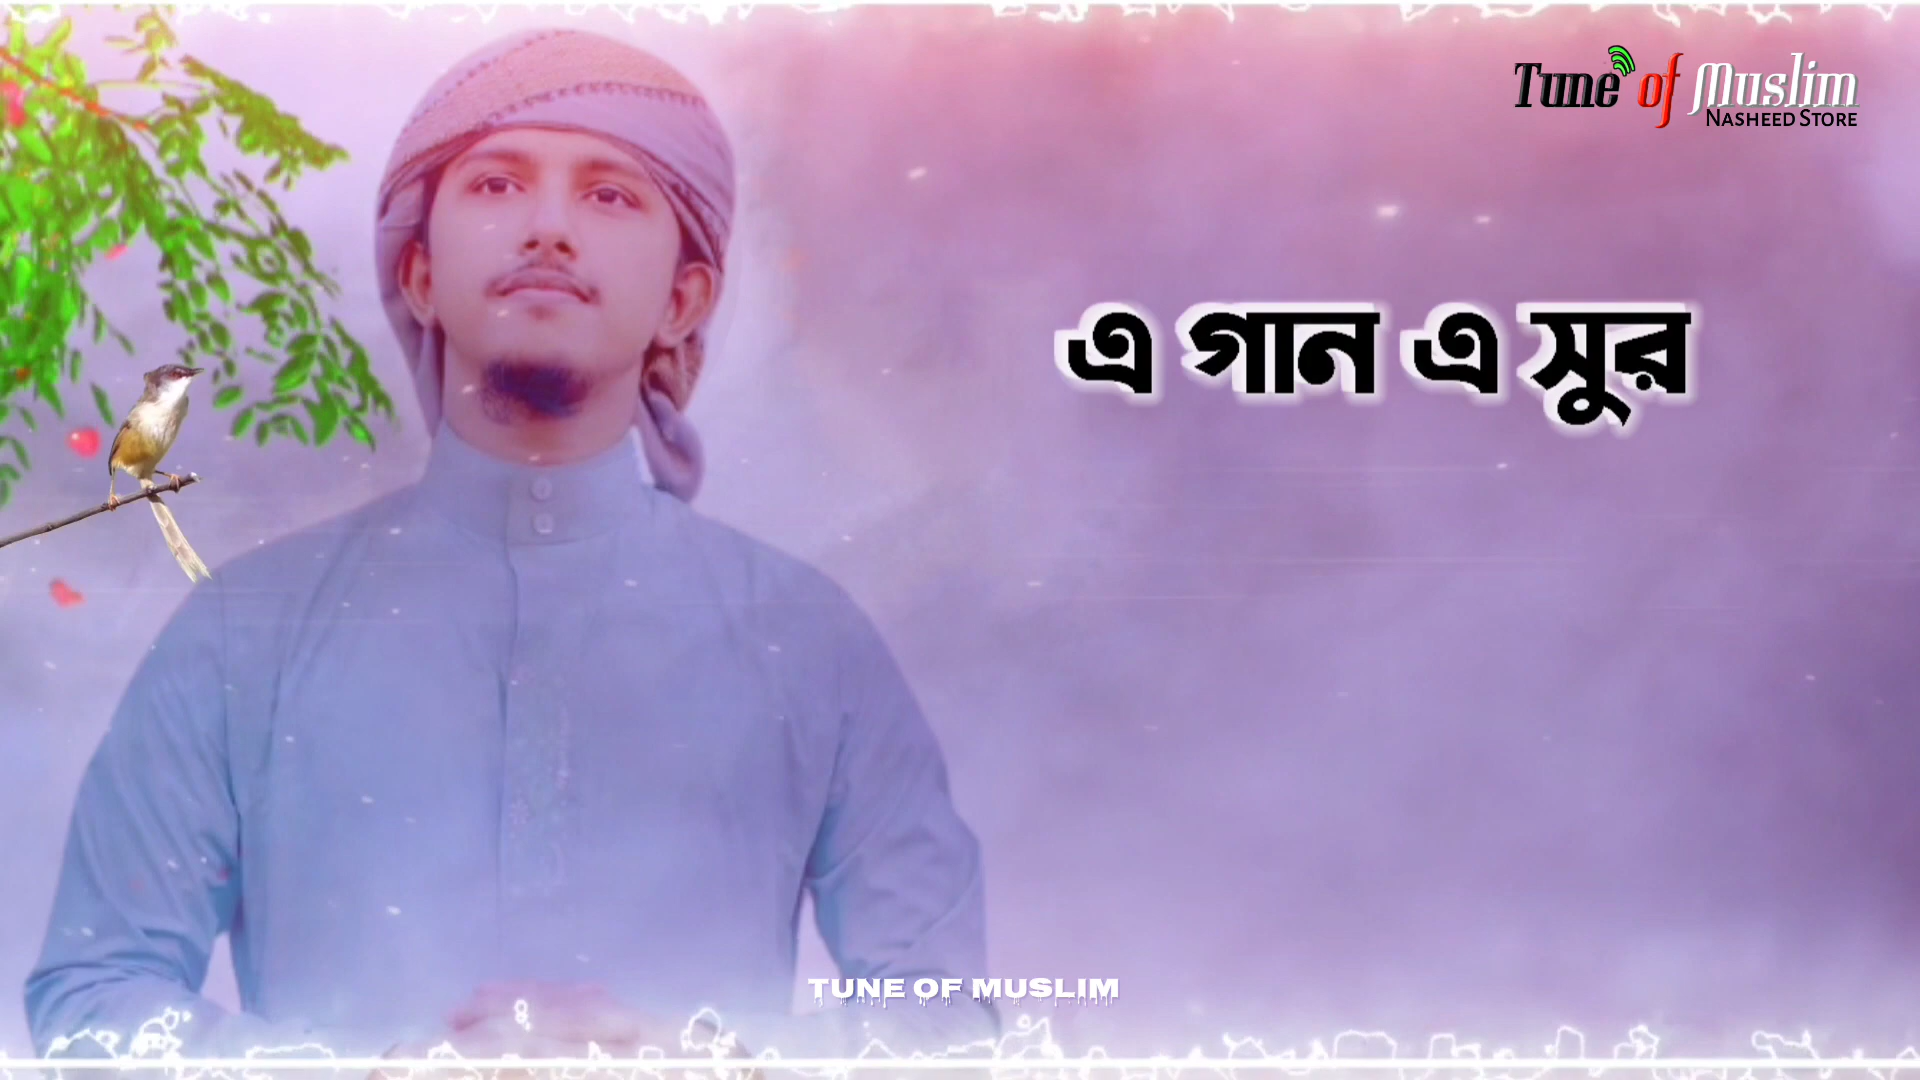 Tune of Muslim
NASHEED STORE
এ গান এ সুর
TUNE OF MUSLIM